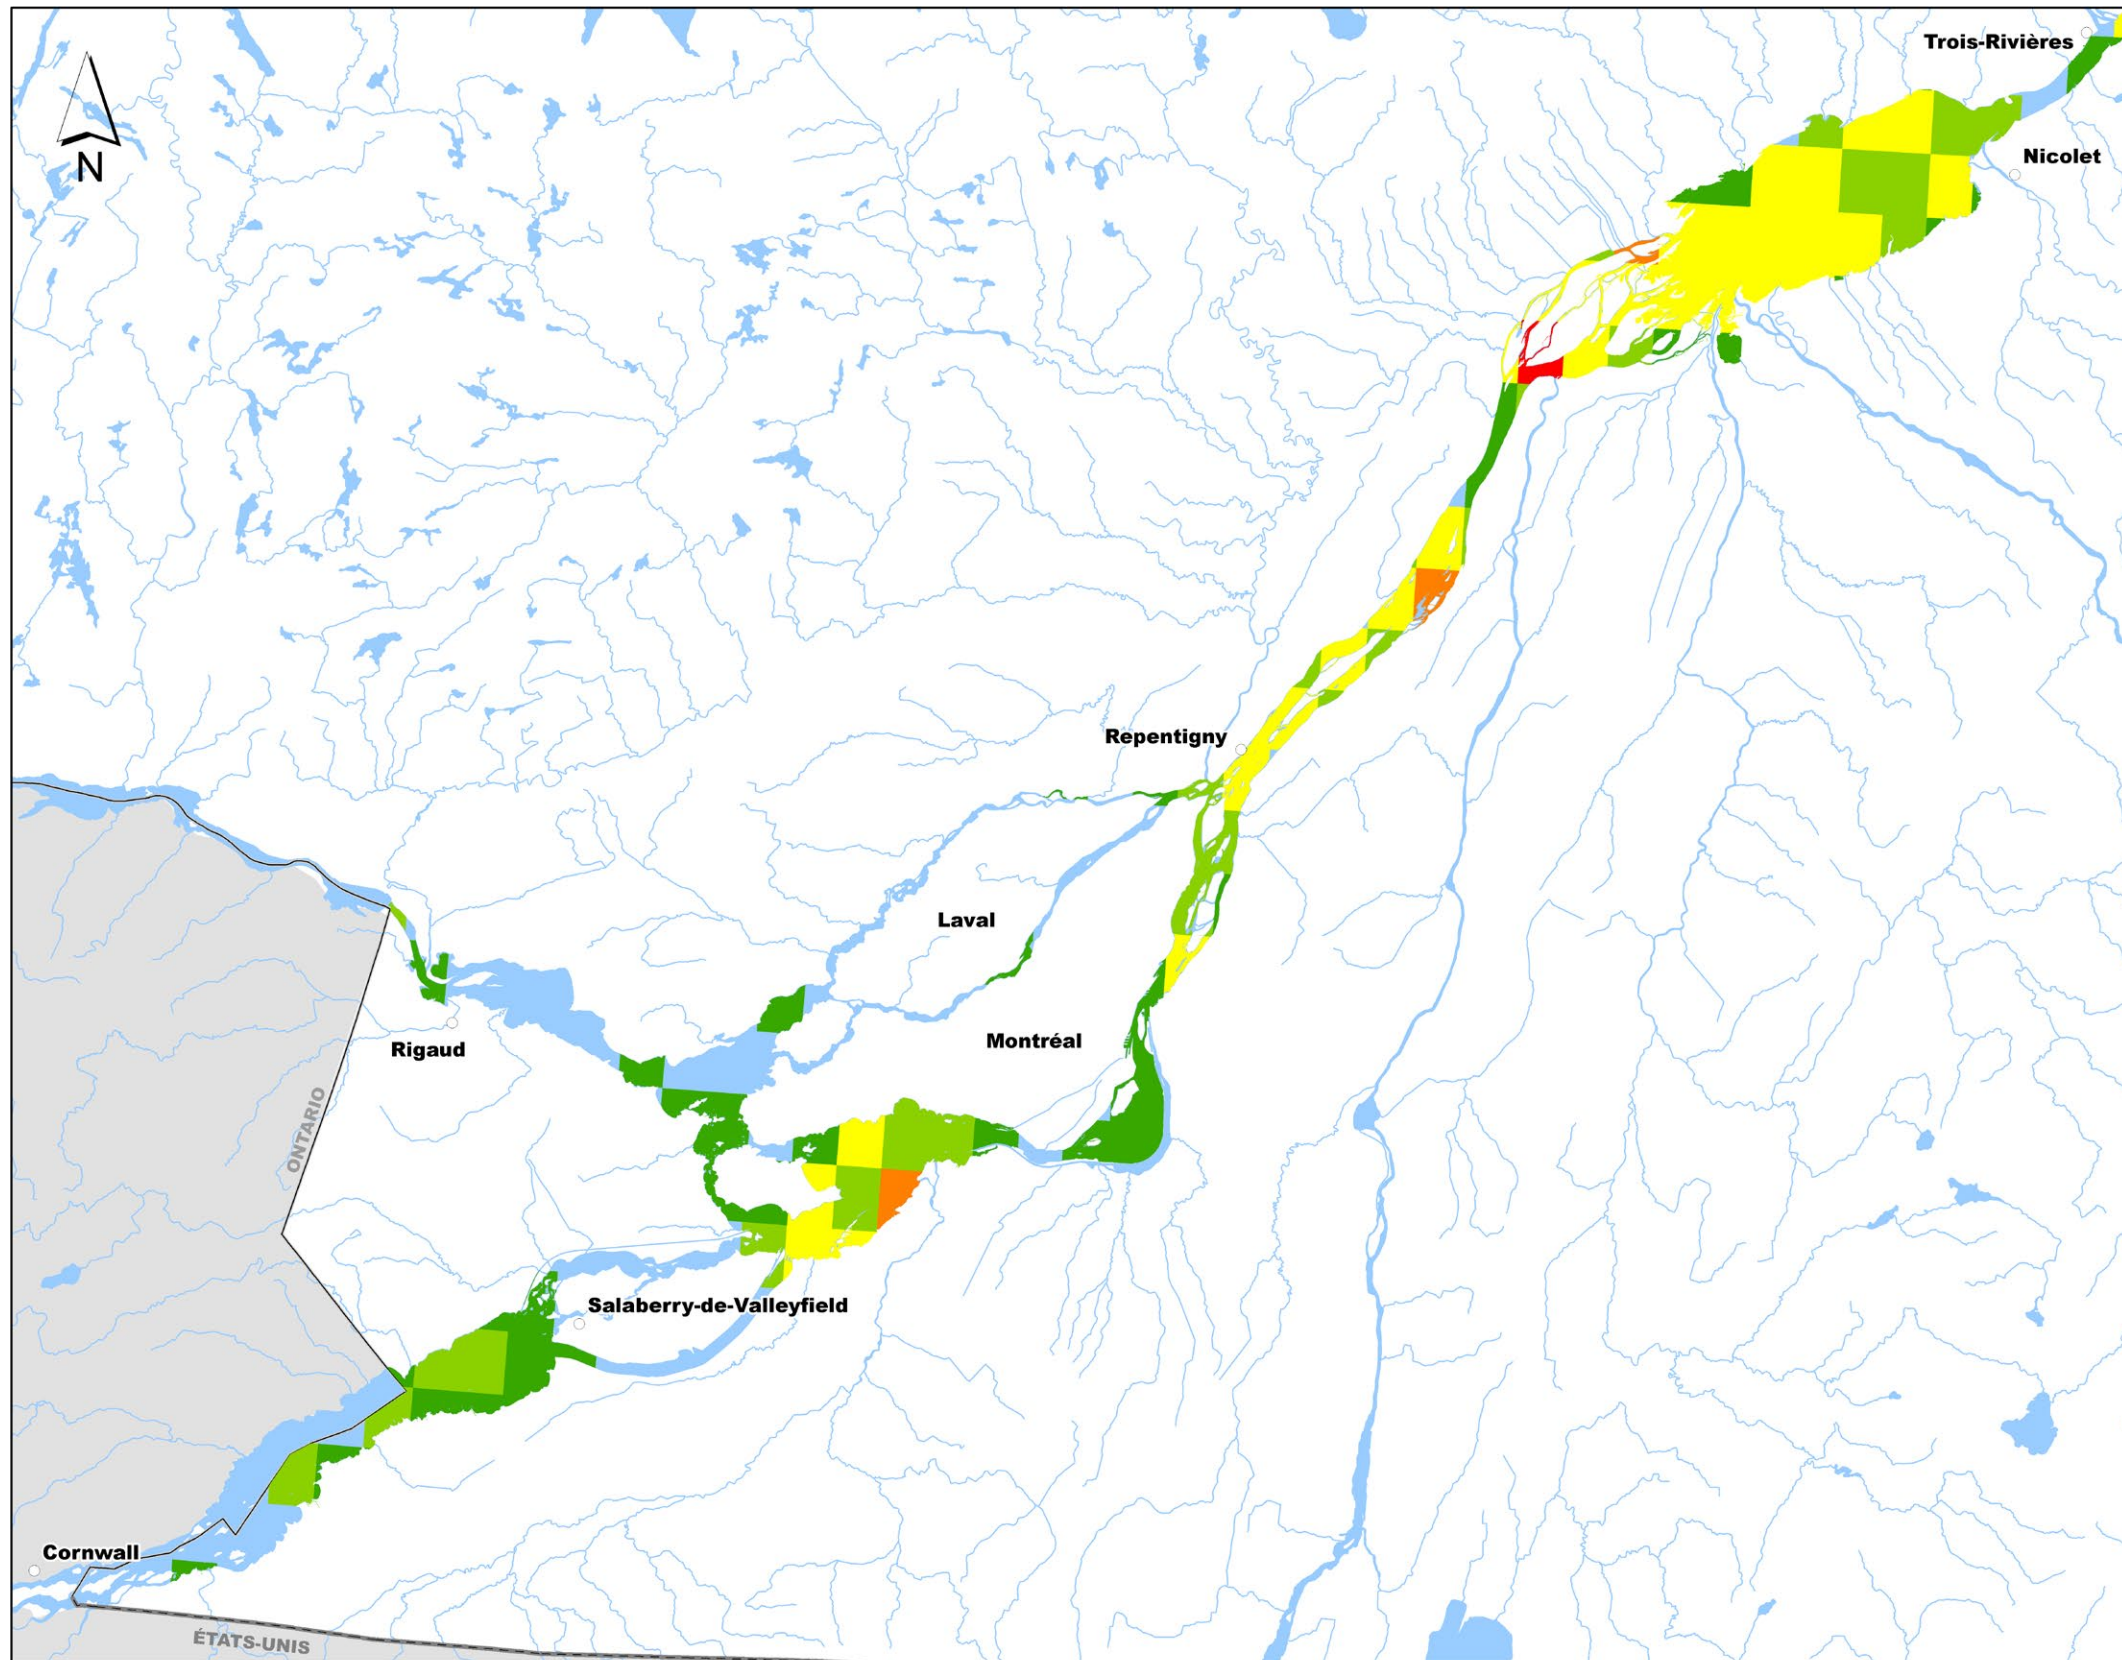 Trois-Rivières
N
Nicolet
Repentigny
Laval
Montréal
Rigaud
ONTARIO
Salaberry-de-Valleyfield
Cornwall
ÉTATS-UNIS